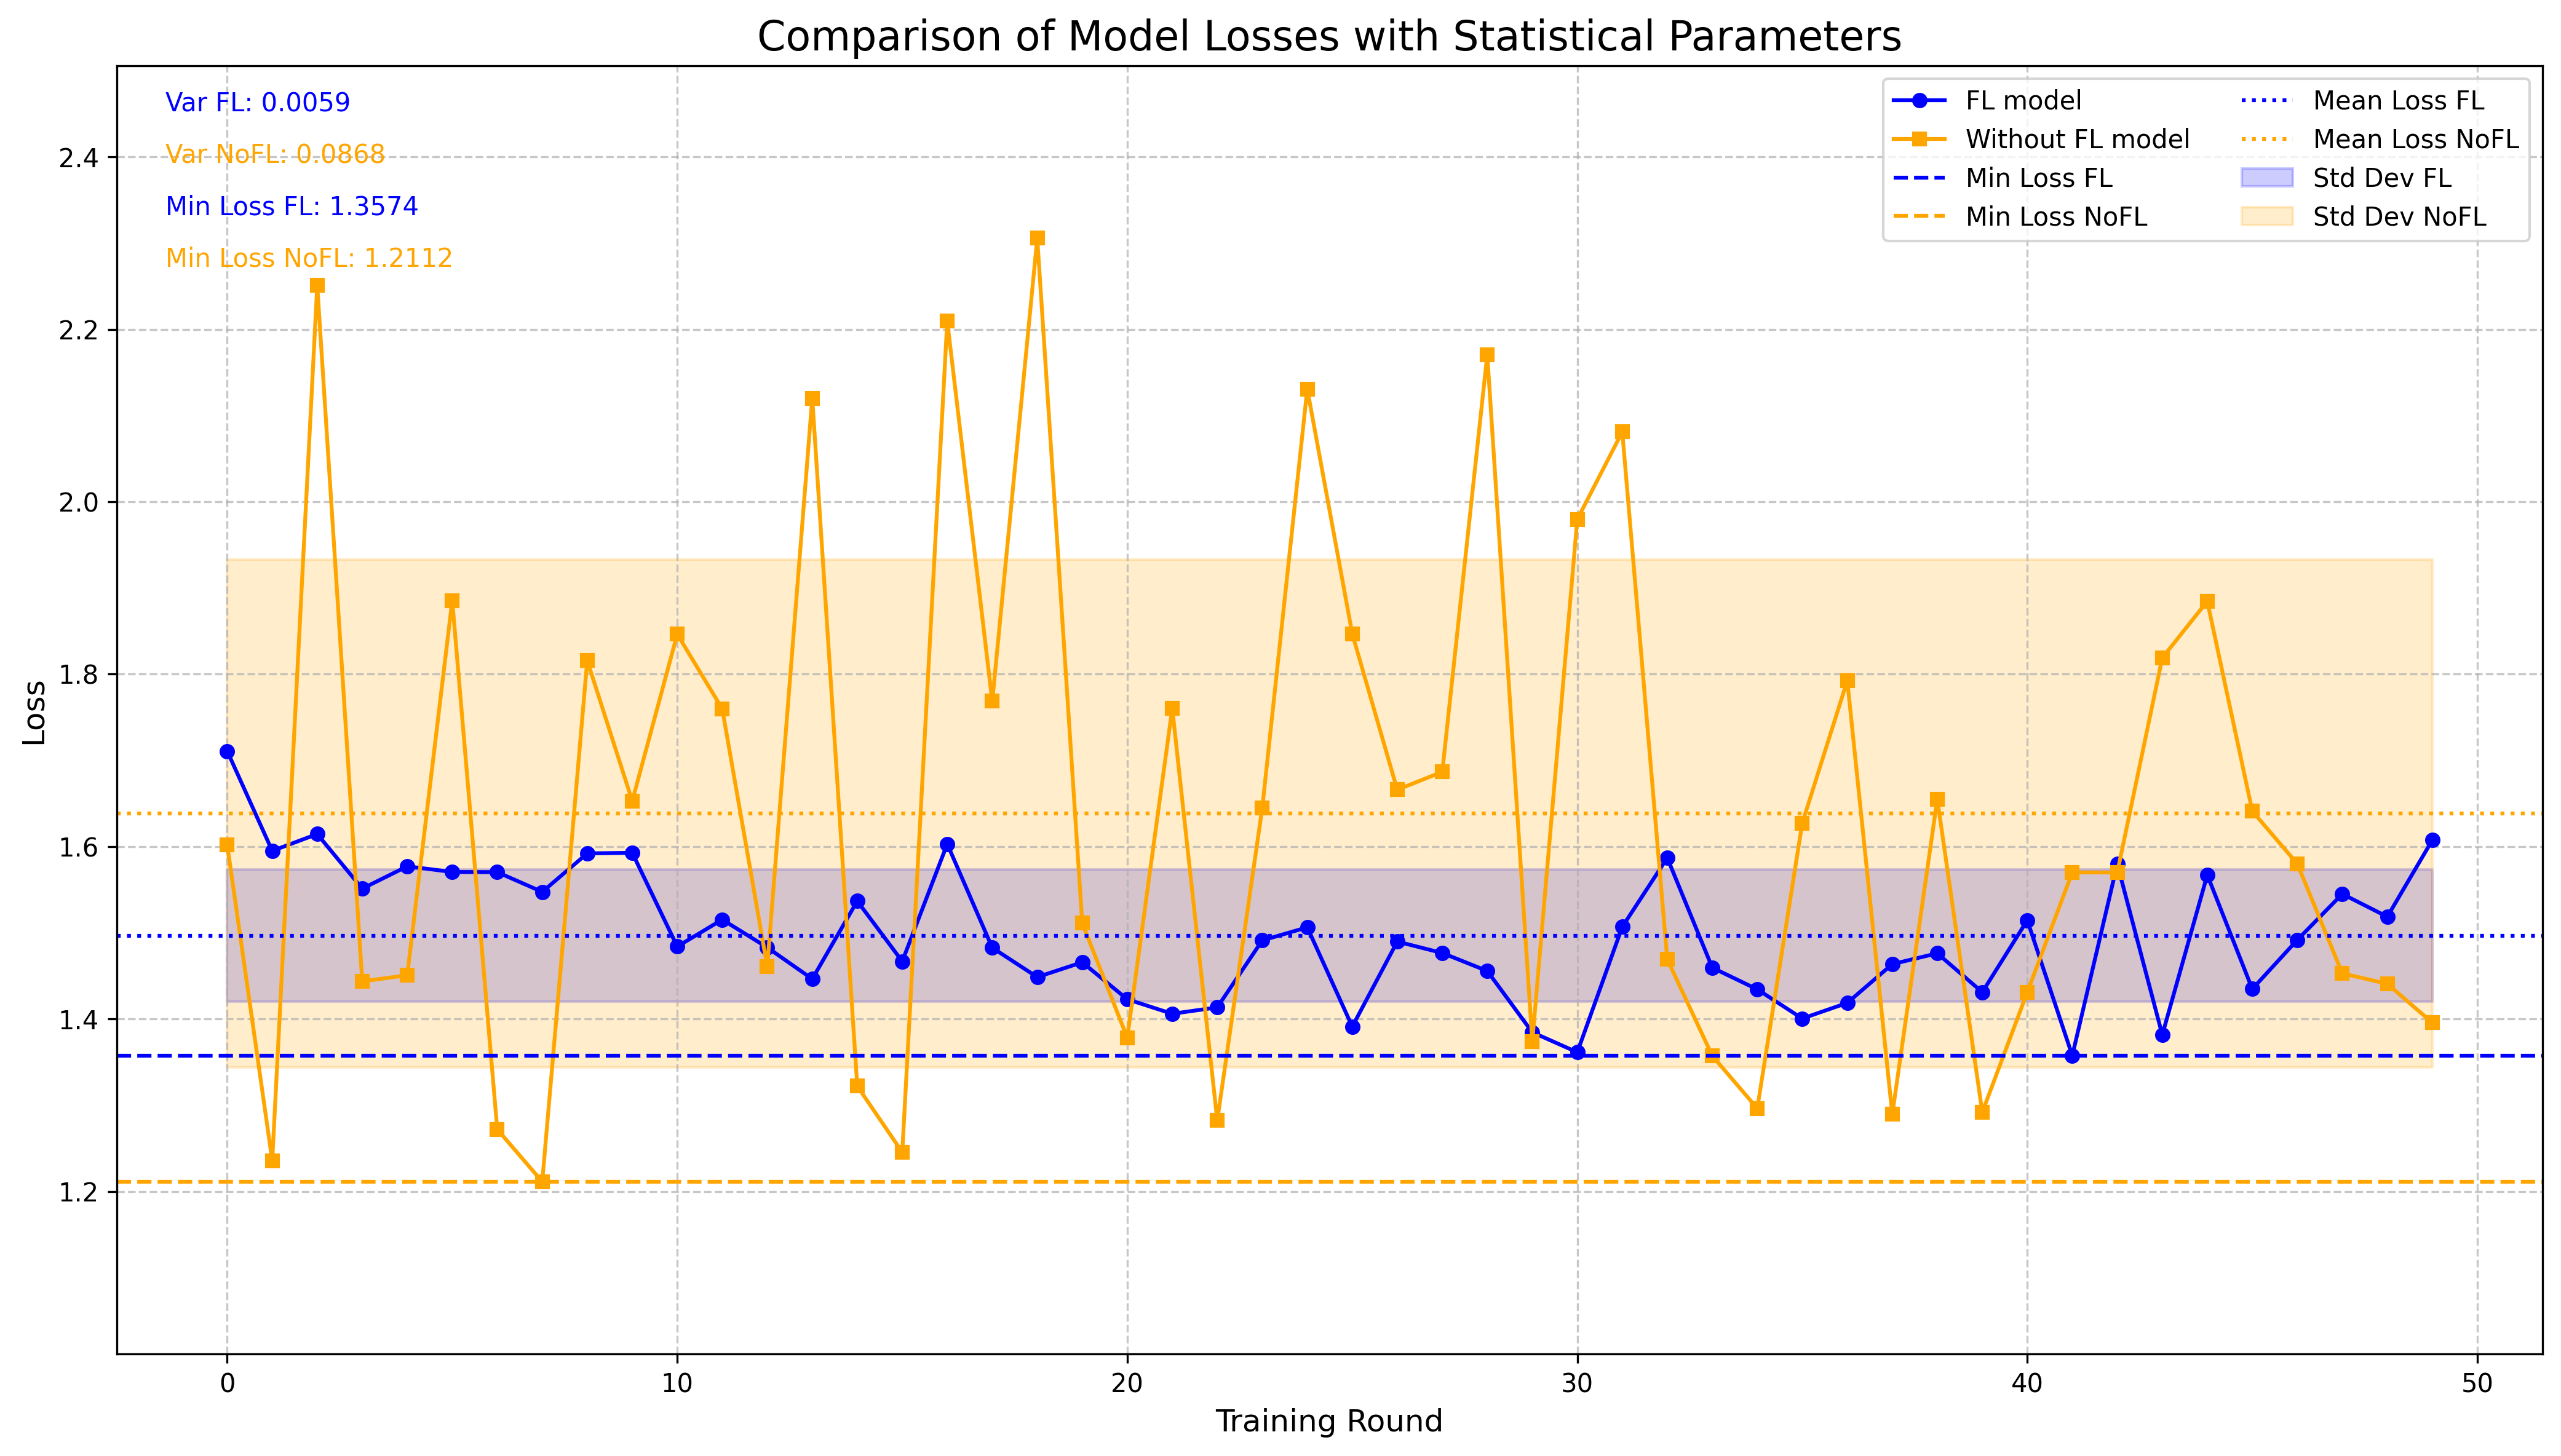 Comparison of Model Losses with Statistical Parameters
Var FL: 0.0059
Var NoFL: 0.0868
Min Loss FL: 1.3574
Min Loss NoFL: 1.2112
FL model
Without FL model
Min Loss FL
Min Loss NoFL
Mean Loss FL
Mean Loss NoFL
Std Dev FL
Std Dev NoFL
Loss
2.4
2.2
2.0
1.8
1.6
1.4
1.2
0 10 20 30 40 50
Training Round